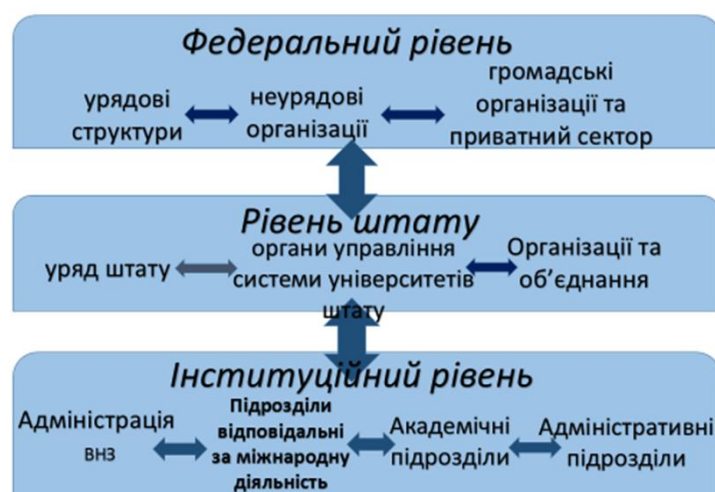 Федеральний рівень
урядові
структури
неурядові
організації
громадські
організації та
приватний сектор
Рівень штату
уряд штату
органи управління
системи університетів
штату
Організації та
об’єднання
Інституційний рівень
Адміністрація
внз
Підрозділи
відповідальні
за міжнародну
діяльність
Академічні
підрозділи
Адміністративні
підрозділи